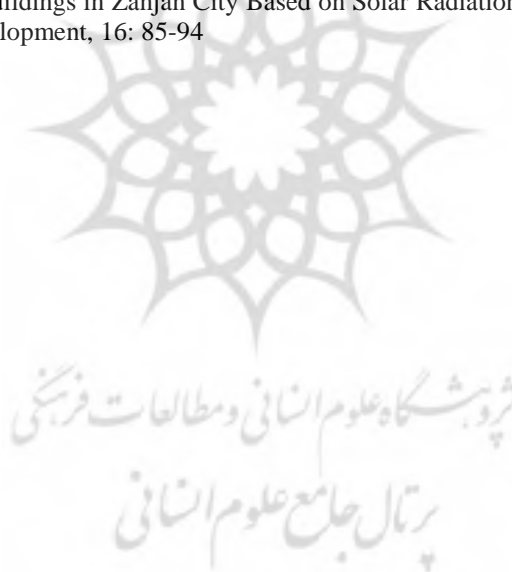 ildings in Zanjan City Based on Solar Radiation
elopment, 16: 85-94
پژوهشگاه علوم انسانی و مطالعات فرهنگی
پرتال جامع علوم انسانی